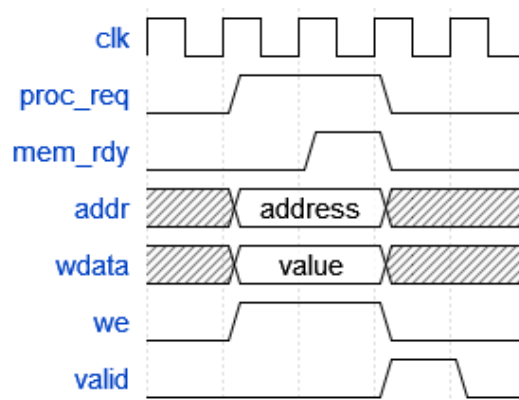 clk
proc_req
mem_rdy
addr address
wdata value
we
valid